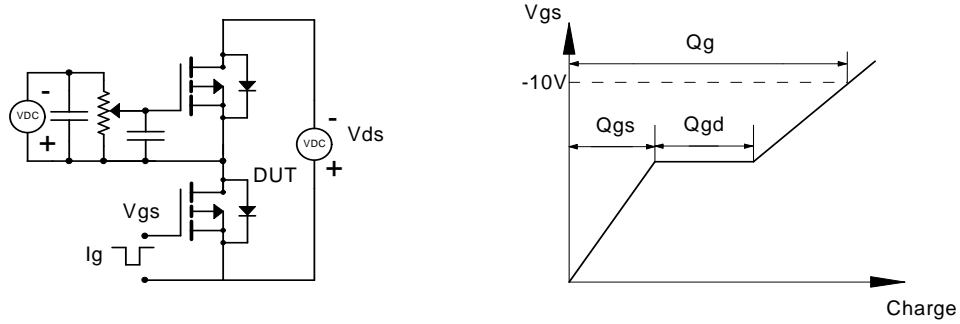 VDC
-
+
Vgs
Ig
DUT
VDC
-
+
Vds
Vgs
Qg
-10V
Qgs
Qgd
Charge